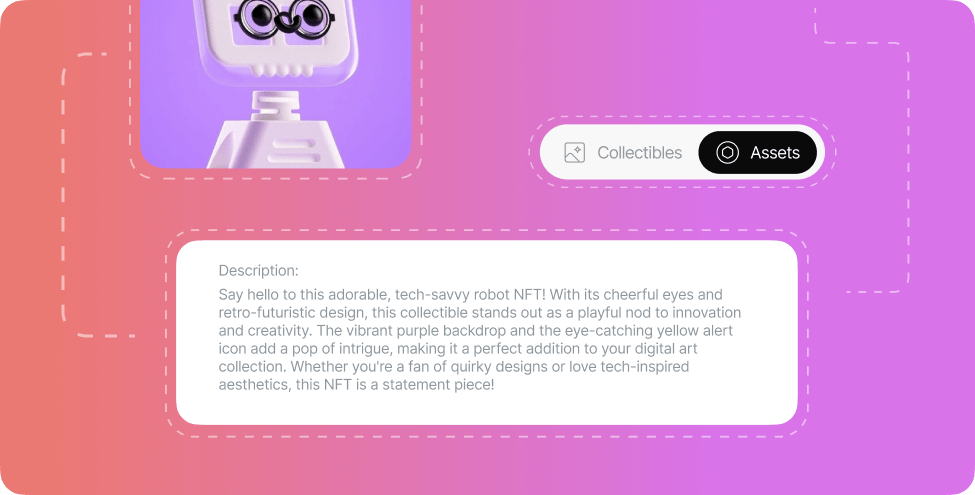 Collectibles
Assets
Description:
Say hello to this adorable, tech-savvy robot NFT! With its cheerful eyes and
retro-futuristic design, this collectible stands out as a playful nod to innovation
and creativity. The vibrant purple backdrop and the eye-catching yellow alert
icon add a pop of intrigue, making it a perfect addition to your digital art
collection. Whether you're a fan of quirky designs or love tech-inspired
aesthetics, this NFT is a statement piece!